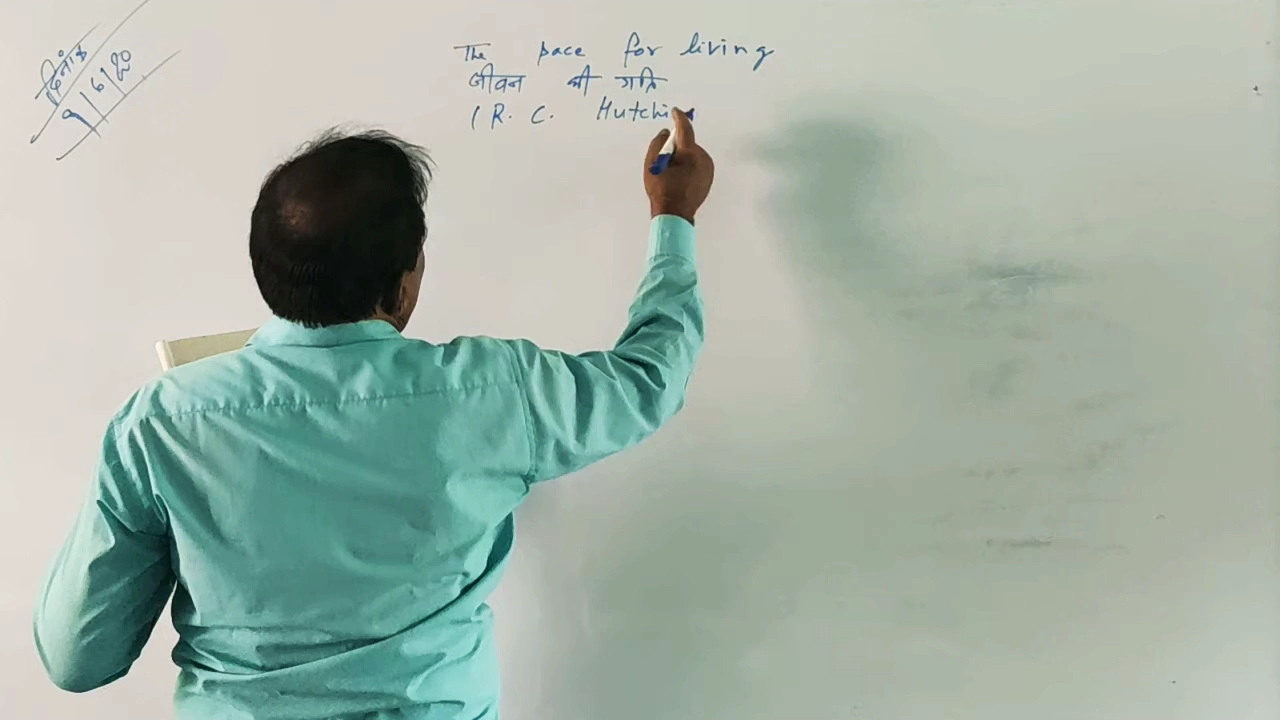 दिनांक
9/6/20
The pace for living
जीवन की गति
(R. C. Hutchi